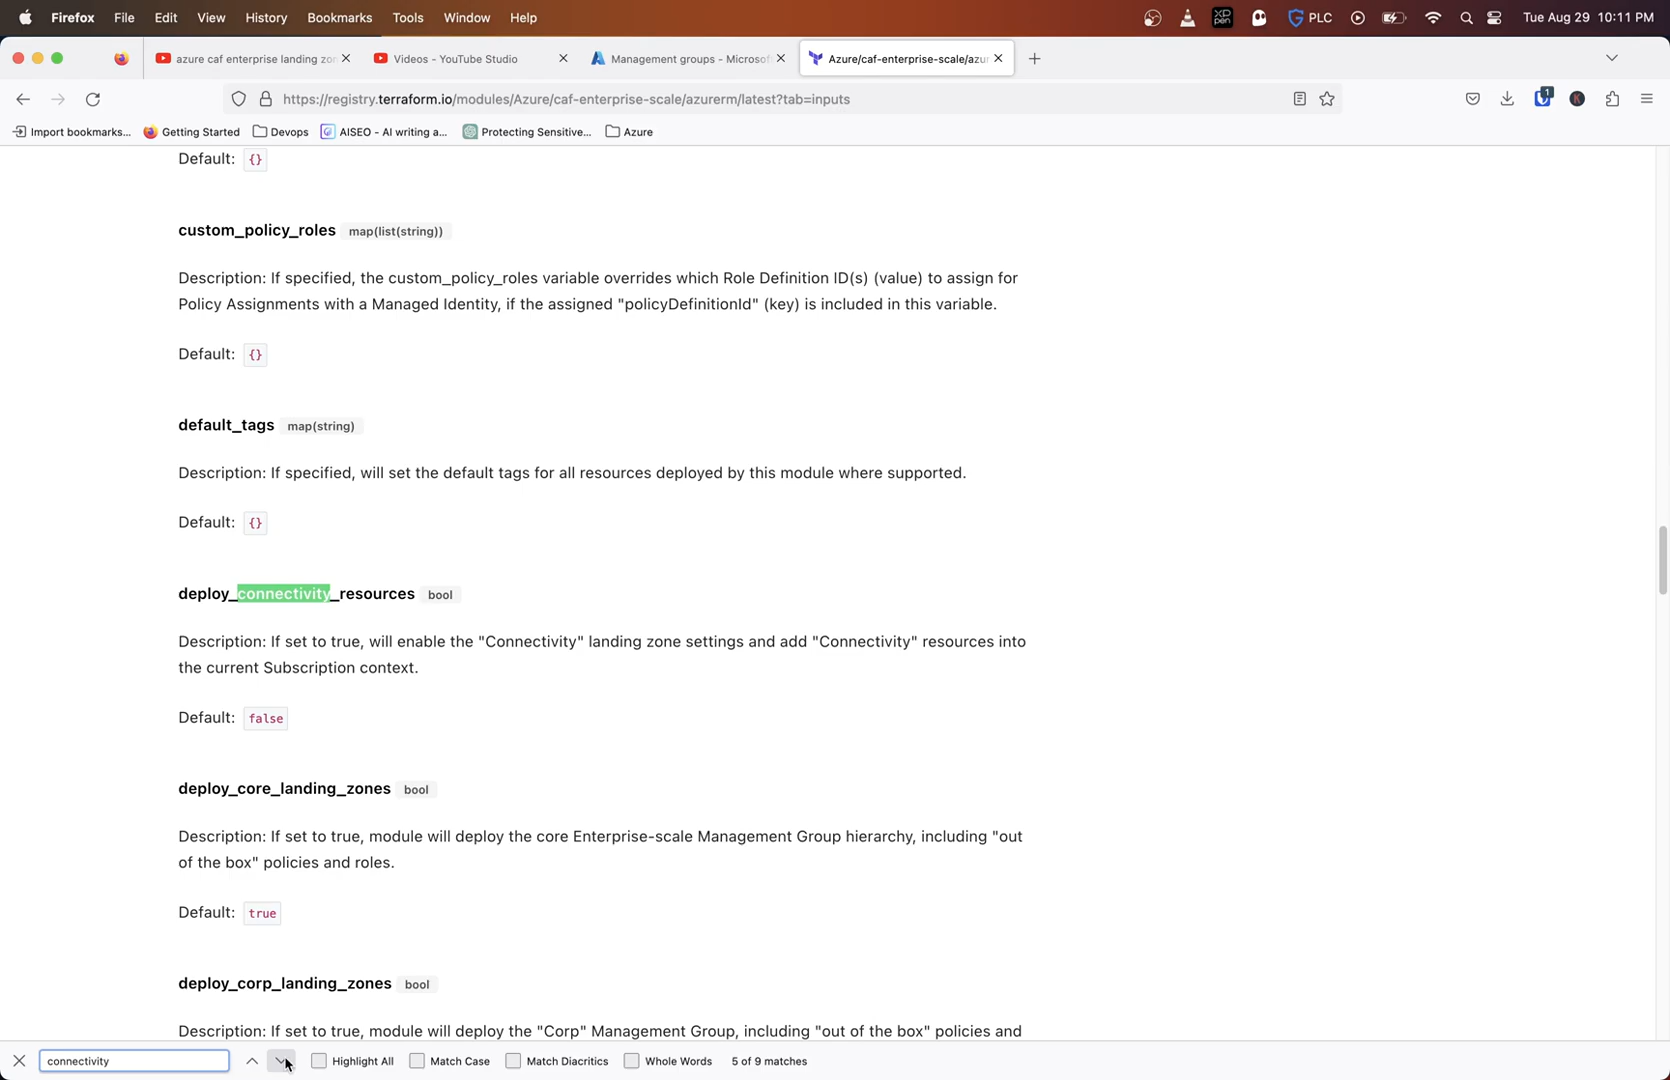 Firefox File Edit View History Bookmarks Tools Window Help PLC Tue Aug 29 10:11 PM
azure caf enterprise landing zon Videos - YouTube Studio Management groups - Microsof Azure/caf-enterprise-scale/azur
https://registry.terraform.io/modules/Azure/caf-enterprise-scale/azurerm/latest?tab=inputs 1
Import bookmarks... Getting Started Devops AISEO - AI writing a... Protecting Sensitive... Azure
Default: {}
custom_policy_roles map(list(string))
Description: If specified, the custom_policy_roles variable overrides which Role Definition ID(s) (value) to assign for
Policy Assignments with a Managed Identity, if the assigned "policyDefinitionId" (key) is included in this variable.
Default: {}
default_tags map(string)
Description: If specified, will set the default tags for all resources deployed by this module where supported.
Default: {}
deploy_connectivity_resources bool
Description: If set to true, will enable the "Connectivity" landing zone settings and add "Connectivity" resources into
the current Subscription context.
Default: false
deploy_core_landing_zones bool
Description: If set to true, module will deploy the core Enterprise-scale Management Group hierarchy, including "out
of the box" policies and roles.
Default: true
deploy_corp_landing_zones bool
Description: If set to true, module will deploy the "Corp" Management Group, including "out of the box" policies and
connectivity Highlight All Match Case Match Diacritics Whole Words 5 of 9 matches